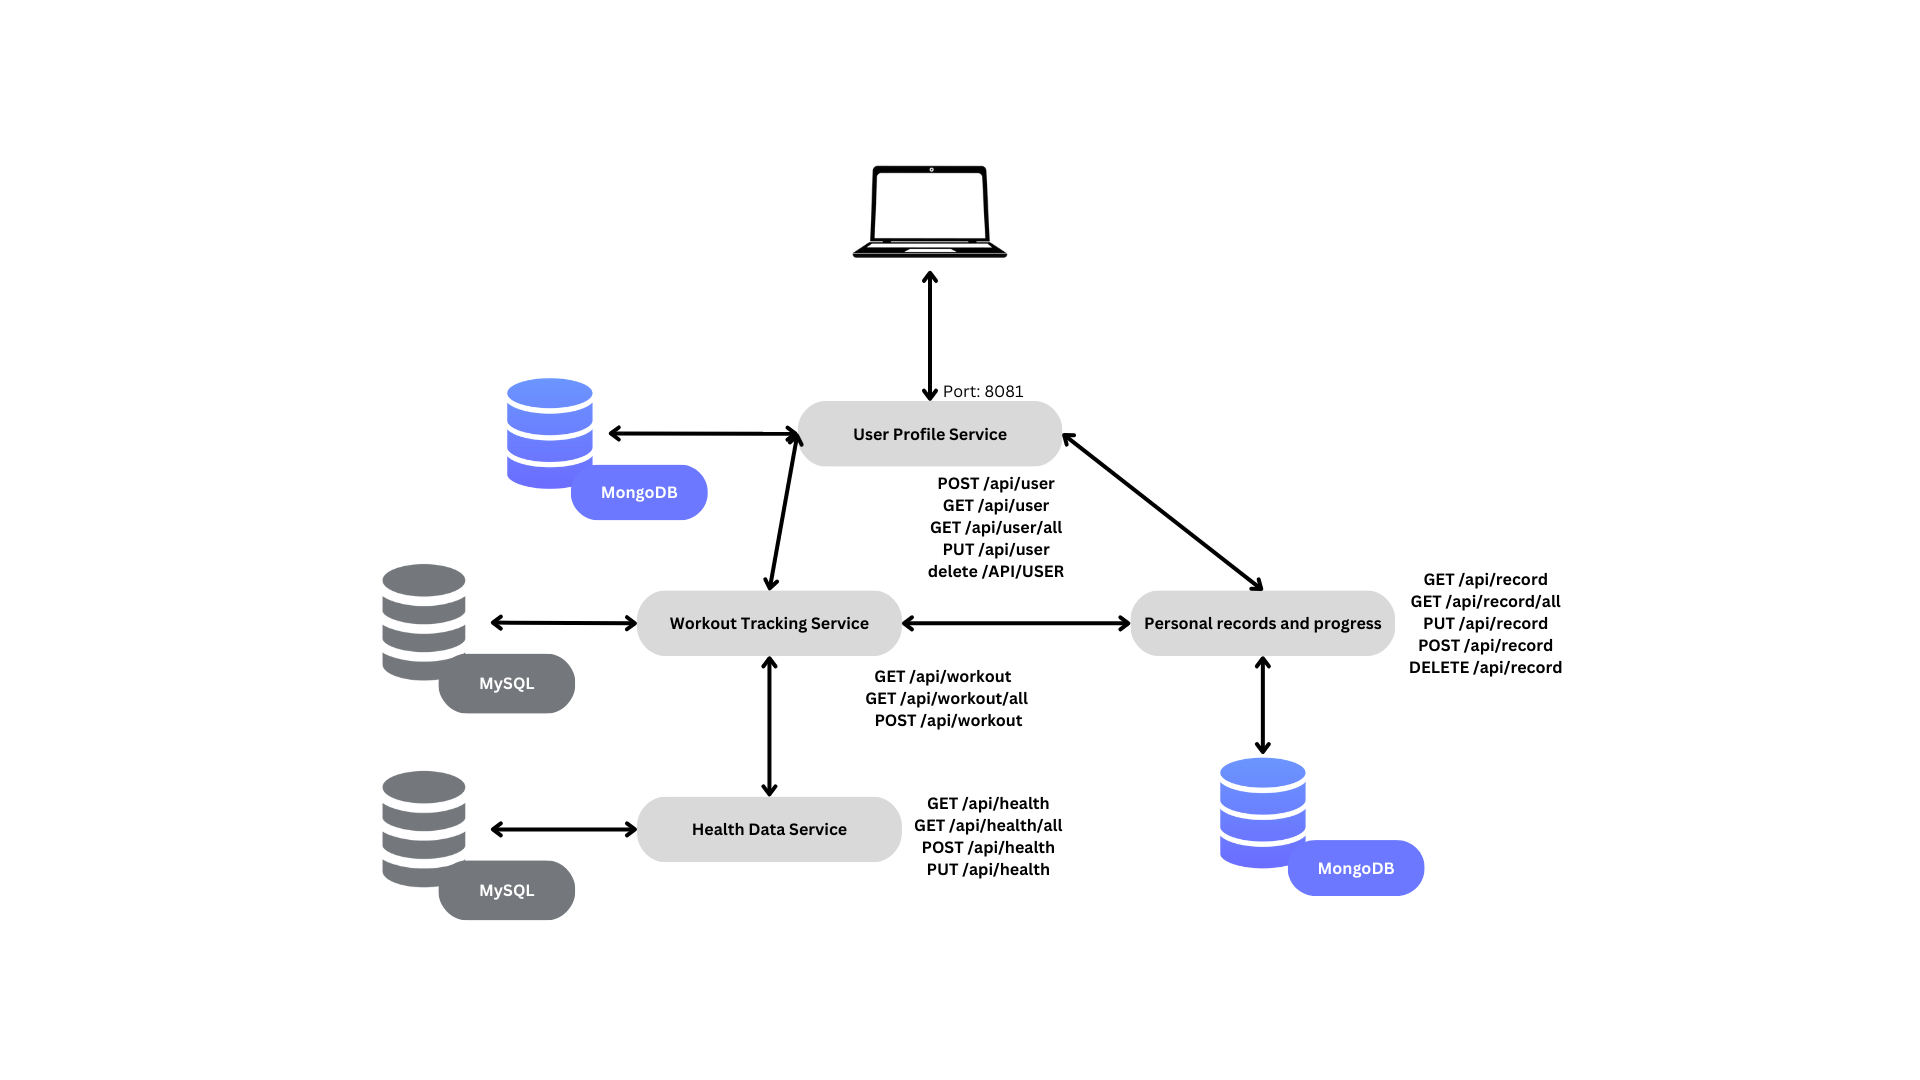 Port: 8081
User Profile Service
MongoDB
POST /api/user
GET /api/user
GET /api/user/all
PUT /api/user
delete /API/USER
Workout Tracking Service
Personal records and progress
GET /api/record
GET /api/record/all
PUT /api/record
POST /api/record
DELETE /api/record
MySQL
GET /api/workout
GET /api/workout/all
POST /api/workout
Health Data Service
GET /api/health
GET /api/health/all
POST /api/health
PUT /api/health
MySQL
MongoDB